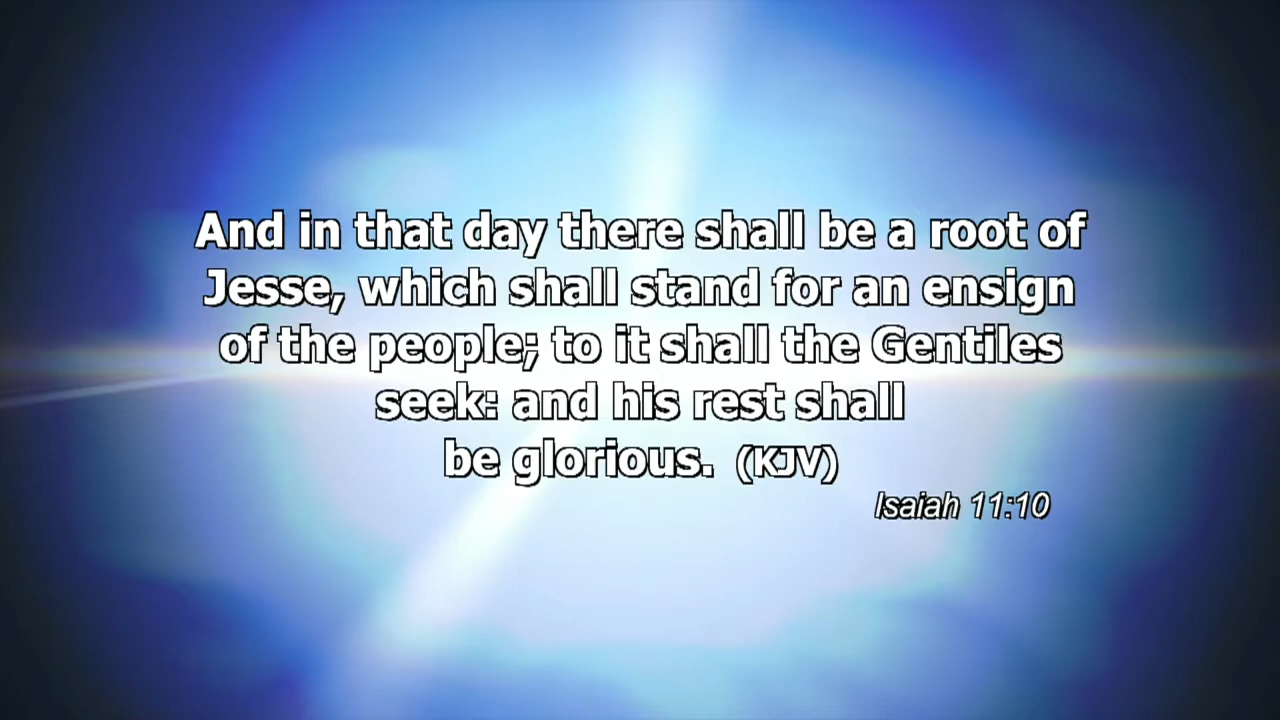 And in that day there shall be a root of
Jesse, which shall stand for an ensign
of the people; to it shall the Gentiles
seek: and his rest shall
be glorious. (KJV)
Isaiah 11:10